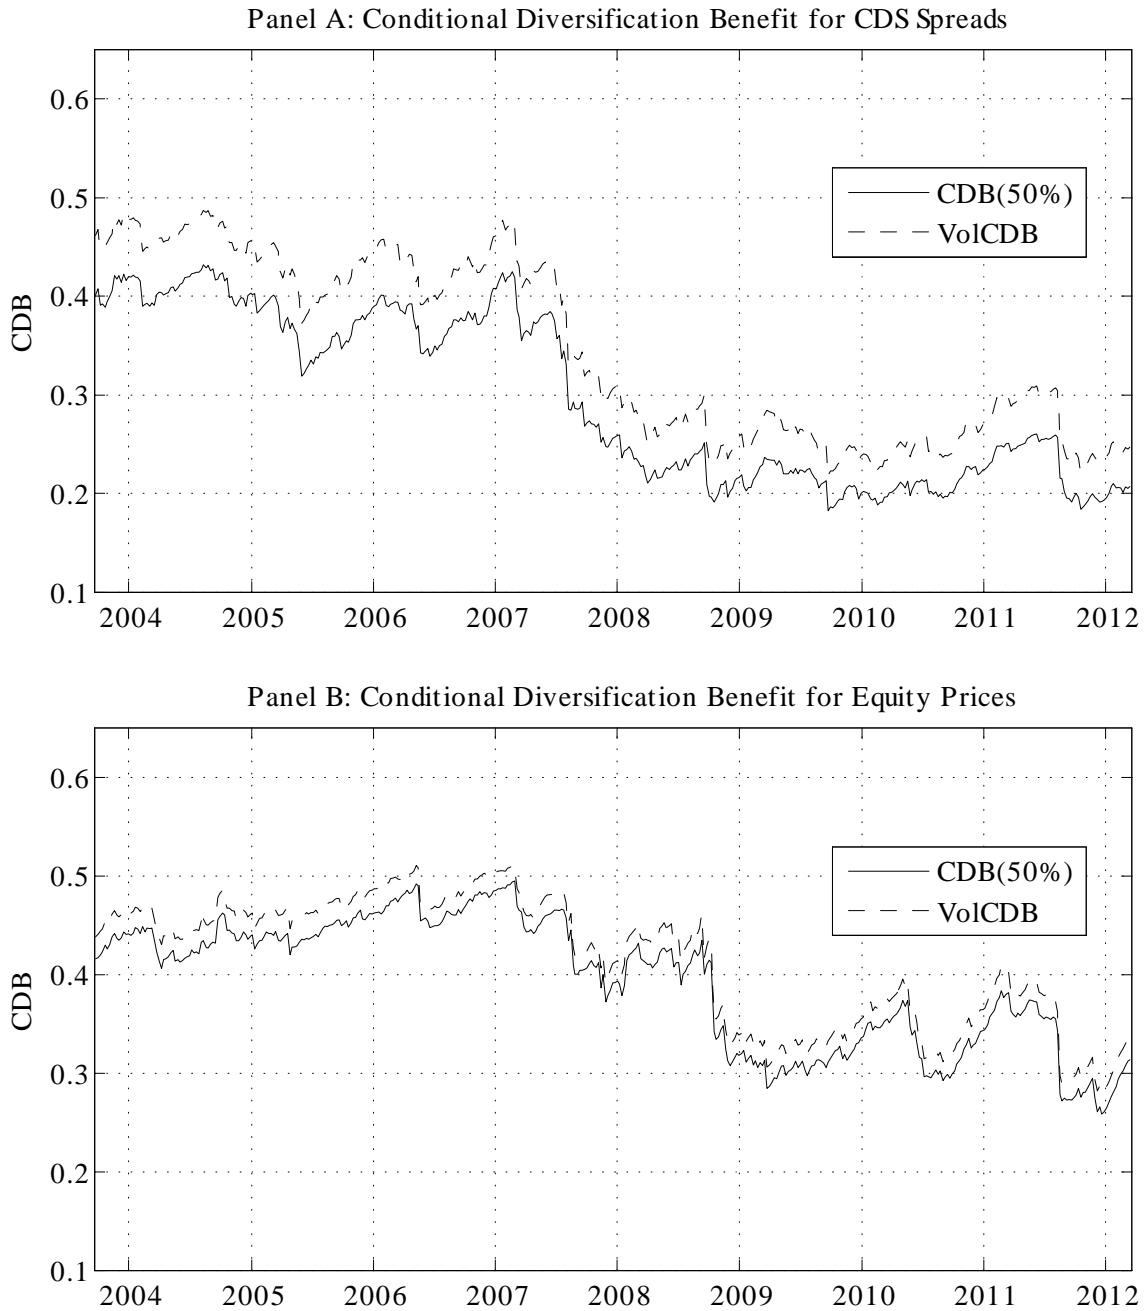 Panel A: Conditional Diversification Benefit for CDS Spreads
0.6
0.5
0.4
0.3
0.2
0.1
CDB
CDB(50%)
VolCDB
2004 2005 2006 2007 2008 2009 2010 2011 2012
Panel B: Conditional Diversification Benefit for Equity Prices
0.6
0.5
0.4
0.3
0.2
0.1
CDB
CDB(50%)
VolCDB
2004 2005 2006 2007 2008 2009 2010 2011 2012